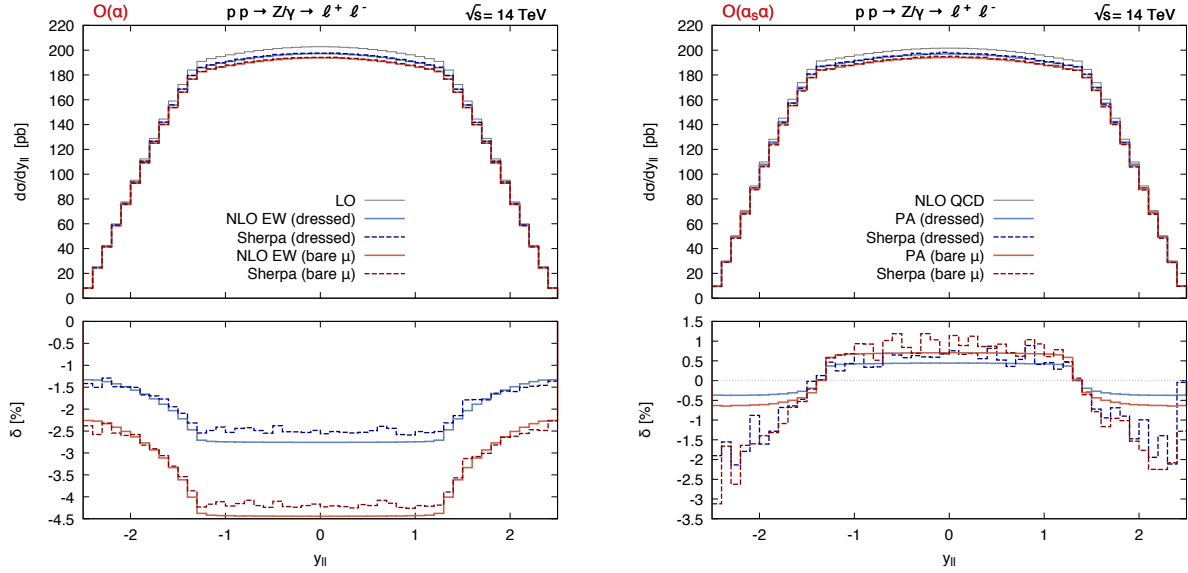 O(α) p p → Z/γ → ℓ⁺ ℓ⁻ √s = 14 TeV
220
200
180
160
140
120
100
80
60
40
20
0
dσ/dy_ll [pb]
LO
NLO EW (dressed)
Sherpa (dressed)
NLO EW (bare μ)
Sherpa (bare μ)
0
-0.5
-1
-1.5
-2
-2.5
-3
-3.5
-4
-4.5
δ [%]
-2 -1 0 1 2
y_ll
O(α_sα) p p → Z/γ → ℓ⁺ ℓ⁻ √s = 14 TeV
220
200
180
160
140
120
100
80
60
40
20
0
dσ/dy_ll [pb]
NLO QCD
PA (dressed)
Sherpa (dressed)
PA (bare μ)
Sherpa (bare μ)
1.5
1
0.5
0
-0.5
-1
-1.5
-2
-2.5
-3
-3.5
δ [%]
-2 -1 0 1 2
y_ll